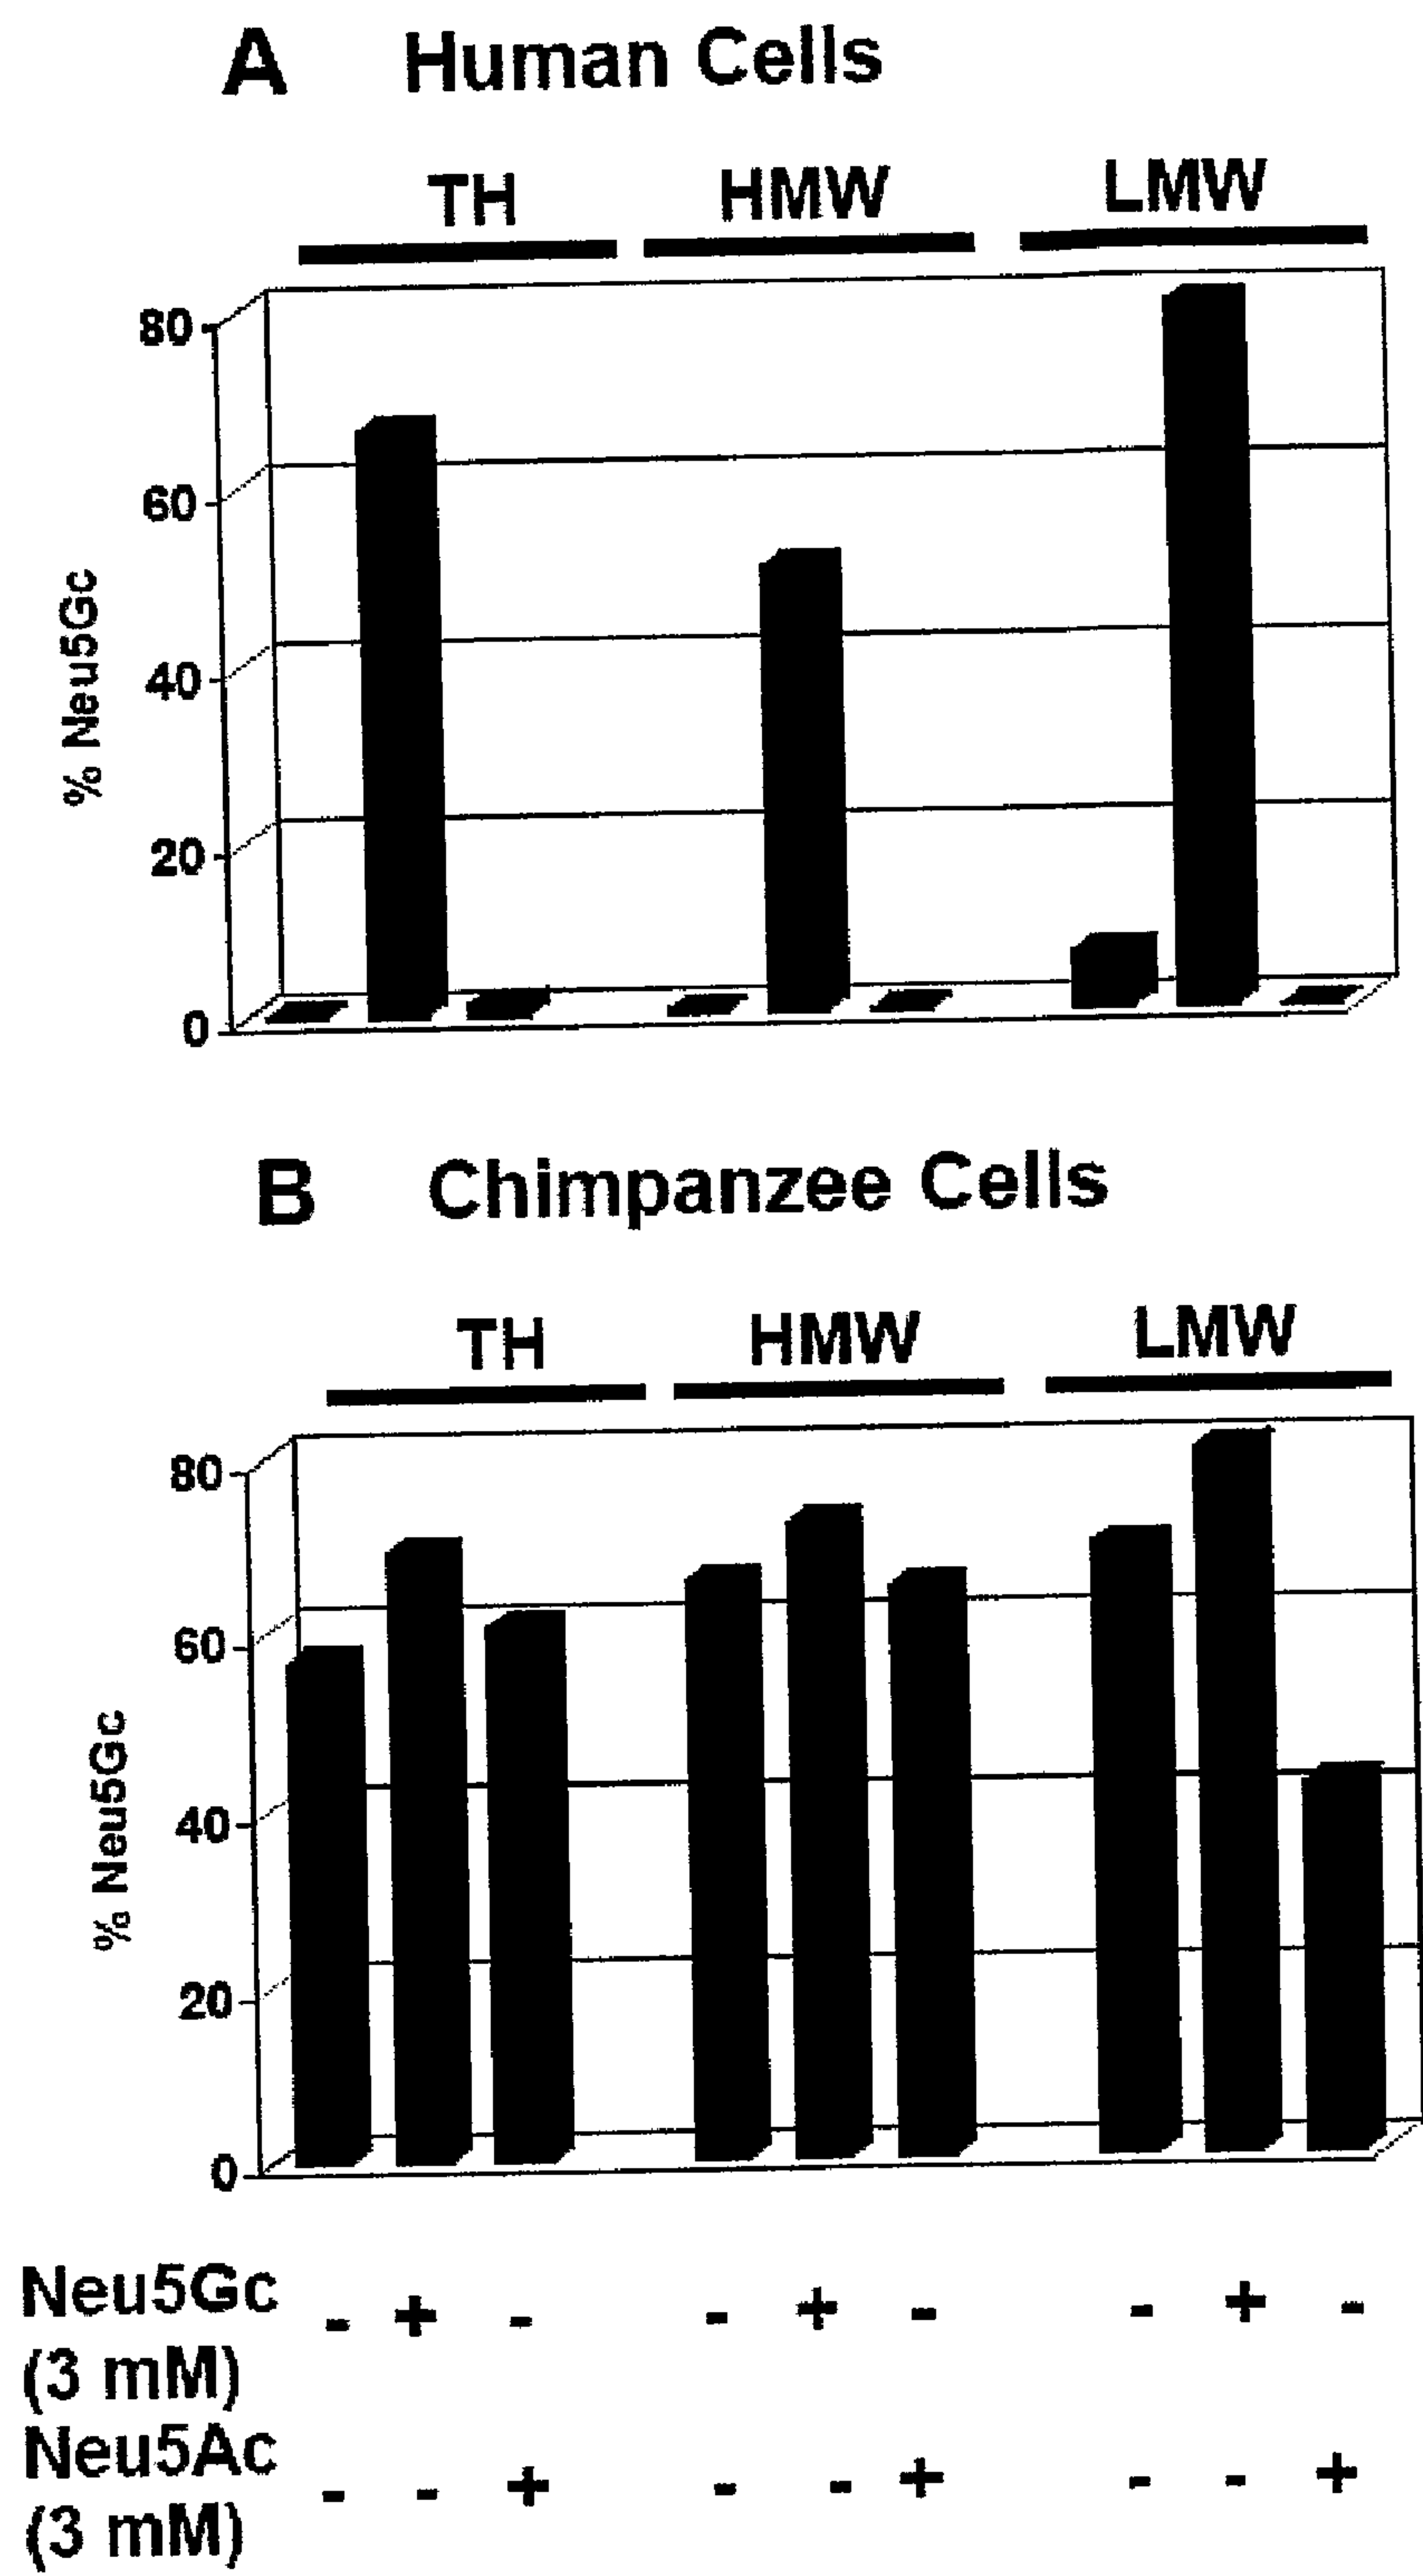 A Human Cells
TH HMW LMW
80
60
40
20
0
% Neu5Gc
B Chimpanzee Cells
TH HMW LMW
80
60
40
20
0
% Neu5Gc
Neu5Gc - + - - + - - + -
(3 mM)
Neu5Ac - - + - - + - - +
(3 mM)